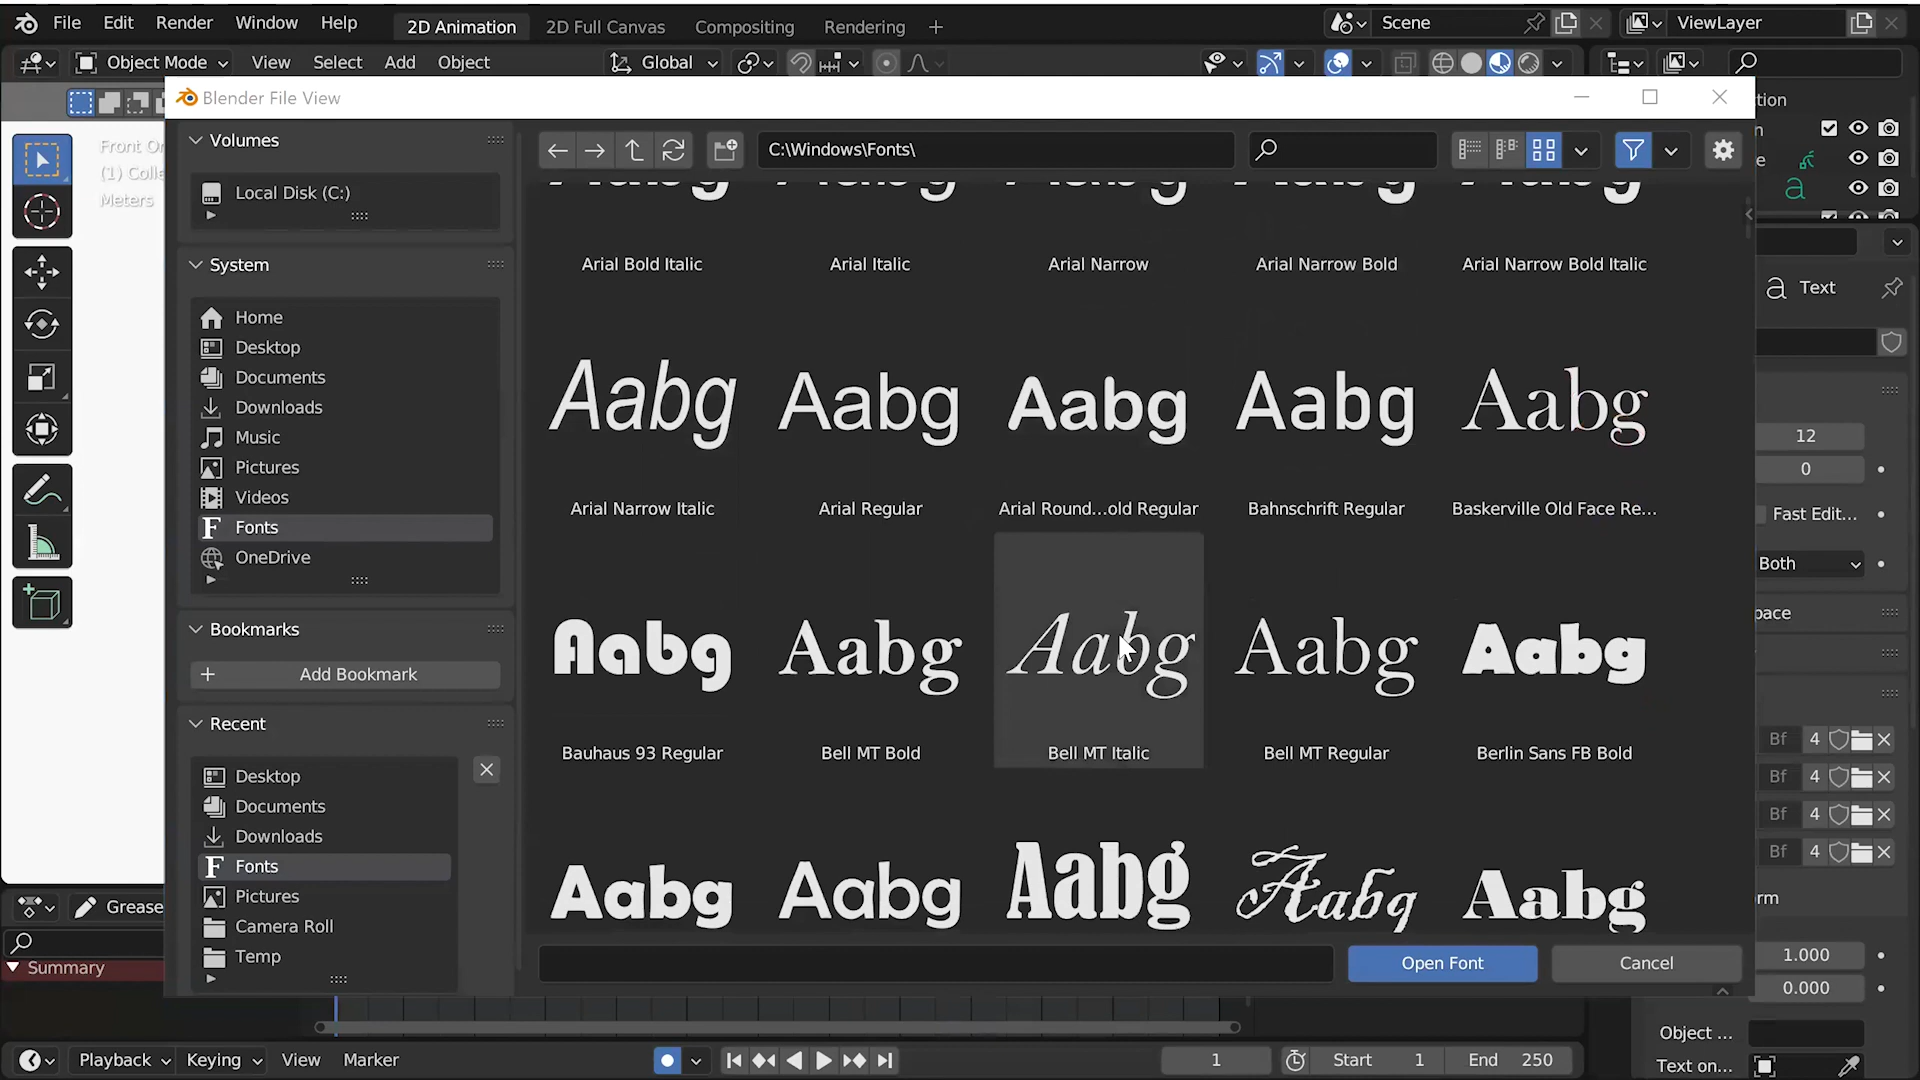 File Edit Render Window Help 2D Animation 2D Full Canvas Compositing Rendering + Scene ViewLayer
Object Mode View Select Add Object Global
Blender File View
Front Or
(1) Colle
Meters
Volumes
Local Disk (C:)
System
Home
Desktop
Documents
Downloads
Music
Pictures
Videos
Fonts
OneDrive
Bookmarks
Add Bookmark
Recent
Desktop
Documents
Downloads
Fonts
Pictures
Camera Roll
Temp
C:\Windows\Fonts\
Arial Bold Italic Arial Italic Arial Narrow Arial Narrow Bold Arial Narrow Bold Italic
Aabg Aabg Aabg Aabg Aabg
Arial Narrow Italic Arial Regular Arial Round...old Regular Bahnschrift Regular Baskerville Old Face Re...
Aabg Aabg Aabg Aabg Aabg
Bauhaus 93 Regular Bell MT Bold Bell MT Italic Bell MT Regular Berlin Sans FB Bold
Aabg Aabg Aabg Aabg Aabg
Open Font Cancel
tion
n
e
a
a Text
12
0
Fast Edit...
Both
pace
Bf 4
Bf 4
Bf 4
Bf 4
rm
1.000
0.000
Object ...
Text on...
Grease
Summary
Playback Keying View Marker 1 Start 1 End 250